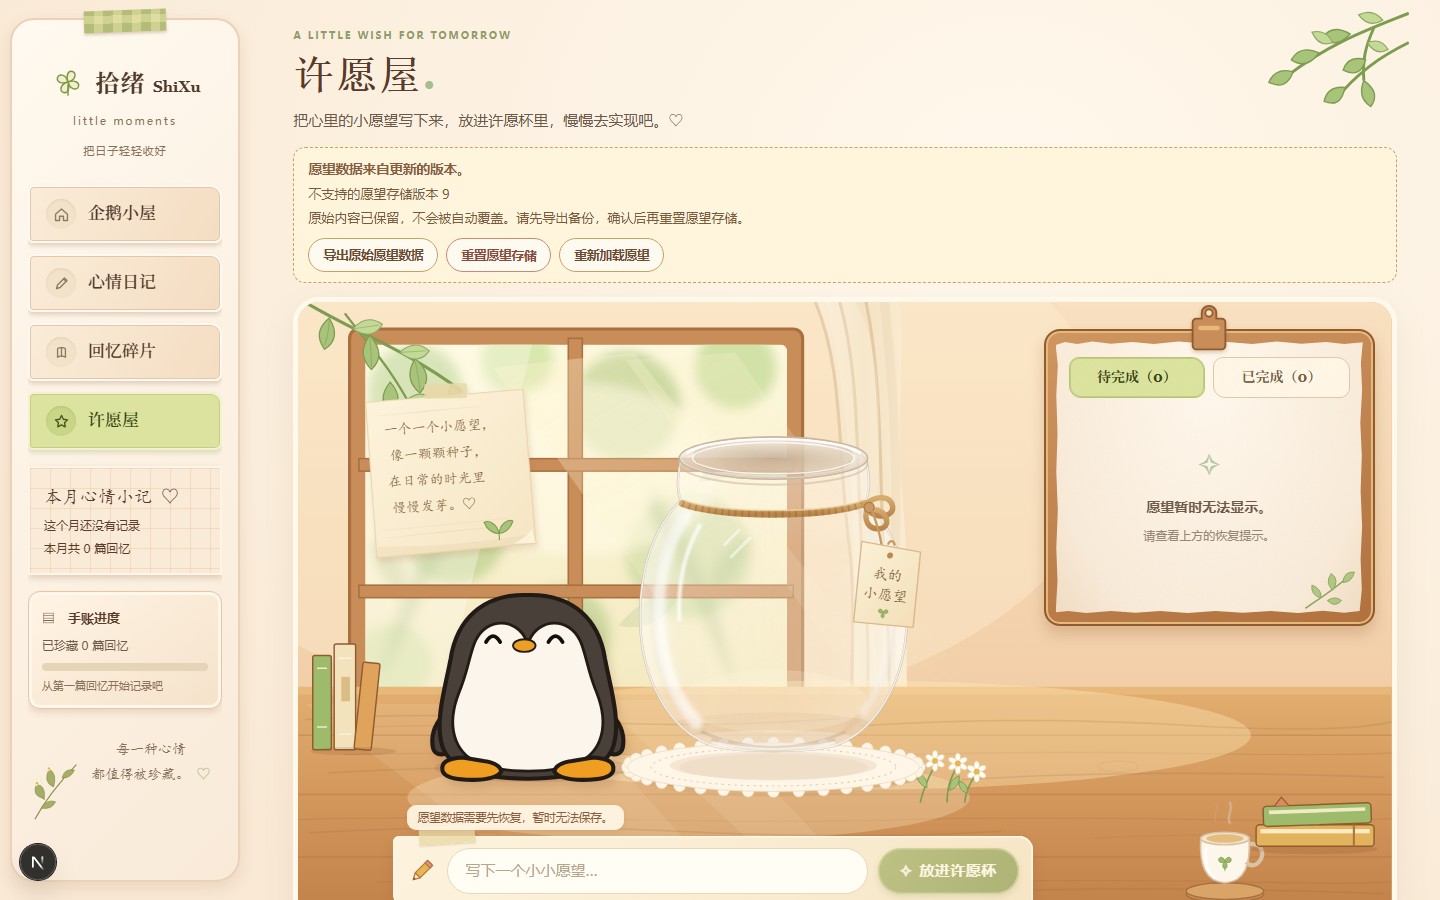 拾绪 ShiXu
little moments
把日子轻轻收好
企鹅小屋
心情日记
回忆碎片
许愿屋
本月心情小记 ♡
这个月还没有记录
本月共 0 篇回忆
手账进度
已珍藏 0 篇回忆
从第一篇回忆开始记录吧
每一种心情
都值得被珍藏。 ♡
N
A LITTLE WISH FOR TOMORROW
许愿屋.
把心里的小愿望写下来，放进许愿杯里，慢慢去实现吧。♡
愿望数据来自更新的版本。
不支持的愿望存储版本 9
原始内容已保留，不会被自动覆盖。请先导出备份，确认后再重置愿望存储。
导出原始愿望数据 重置愿望存储 重新加载愿望
一个一个小愿望，
像一颗颗种子，
在日常的时光里
慢慢发芽。♡
我的
小愿望
待完成（0） 已完成（0）
愿望暂时无法显示。
请查看上方的恢复提示。
愿望数据需要先恢复，暂时无法保存。
写下一个小小愿望...
✧ 放进许愿杯